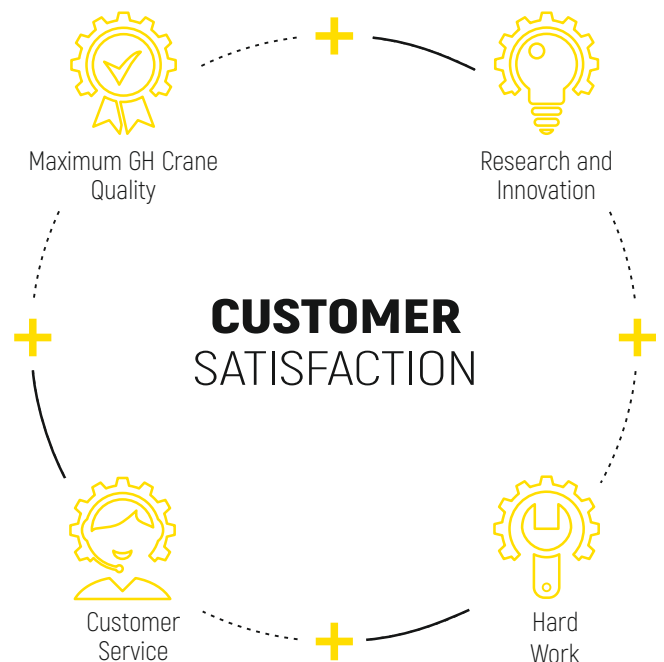 Maximum GH Crane
Quality
Research and
Innovation
CUSTOMER
SATISFACTION
Customer
Service
Hard
Work